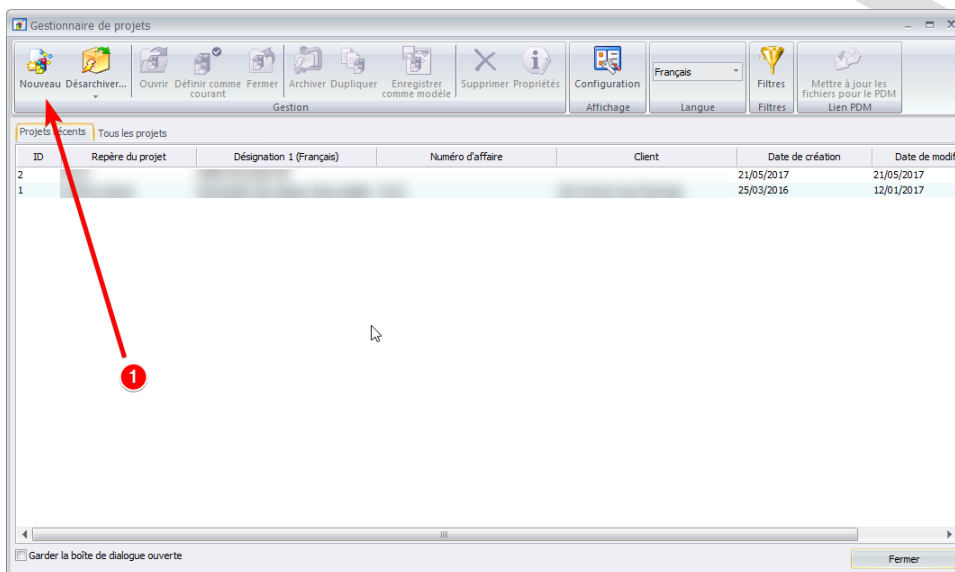 Gestionnaire de projets
Nouveau Désarchiver... Ouvrir Définir comme courant Fermer Archiver Dupliquer Enregistrer comme modèle Supprimer Propriétés Configuration Français Filtres Mettre à jour les fichiers pour le PDM
Gestion Affichage Langue Filtres Lien PDM
Projets récents Tous les projets
ID Repère du projet Désignation 1 (Français) Numéro d'affaire Client Date de création Date de modif
2 21/05/2017 21/05/2017
1 25/03/2016 12/01/2017
1
Garder la boîte de dialogue ouverte
Fermer